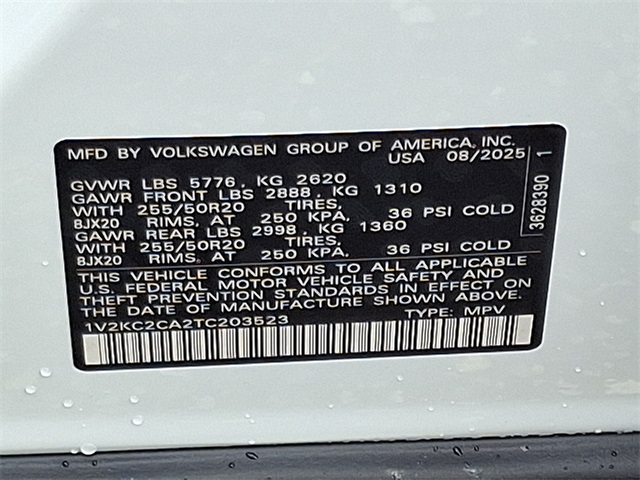 MFD BY VOLKSWAGEN GROUP OF AMERICA, INC.
USA 08/2025
GVWR LBS 5776, KG 2620
GAWR FRONT LBS 2888, KG 1310
WITH 255/50R20 TIRES,
8JX20 RIMS, AT 250 KPA, 36 PSI COLD
GAWR REAR LBS 2998, KG 1360
WITH 255/50R20 TIRES,
8JX20 RIMS, AT 250 KPA, 36 PSI COLD
THIS VEHICLE CONFORMS TO ALL APPLICABLE
U.S. FEDERAL MOTOR VEHICLE SAFETY AND
THEFT PREVENTION STANDARDS IN EFFECT ON
THE DATE OF MANUFACTURE SHOWN ABOVE.
1V2KC2CA2TC203523 TYPE: MPV
3628390 1